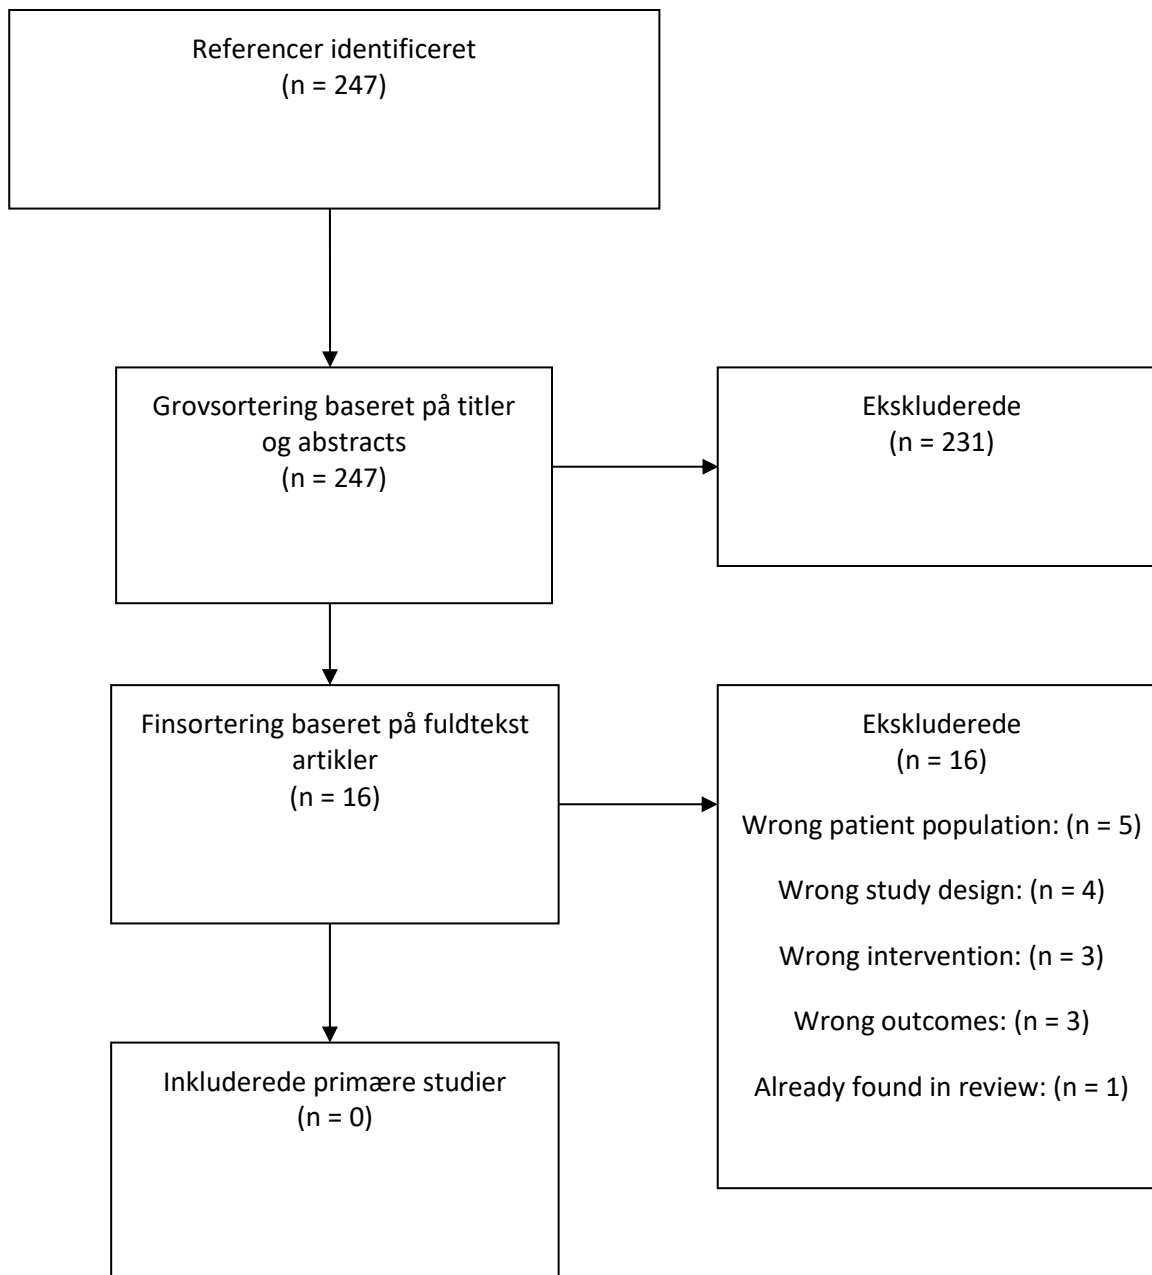 Referencer identificeret
(n = 247)
Grovsortering baseret på titler
og abstracts
(n = 247)
Ekskluderede
(n = 231)
Finsortering baseret på fuldtekst
artikler
(n = 16)
Ekskluderede
(n = 16)
Wrong patient population: (n = 5)
Wrong study design: (n = 4)
Wrong intervention: (n = 3)
Wrong outcomes: (n = 3)
Already found in review: (n = 1)
Inkluderede primære studier
(n = 0)